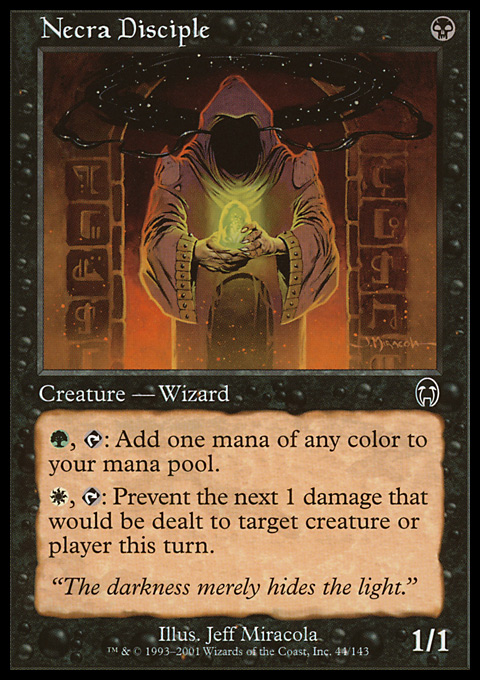 Necra Disciple
J. Miracola
Creature — Wizard
, : Add one mana of any color to
your mana pool.
, : Prevent the next 1 damage that
would be dealt to target creature or
player this turn.
“The darkness merely hides the light.”
Illus. Jeff Miracola
1/1
™ & © 1993–2001 Wizards of the Coast, Inc. 44/143